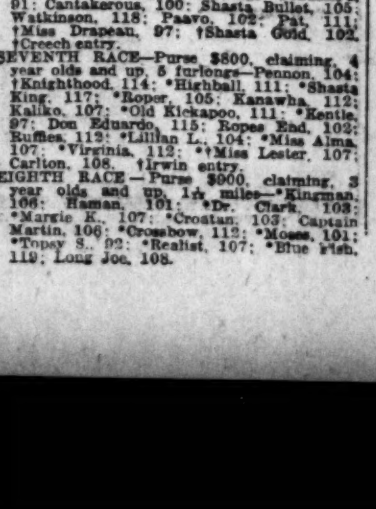 91; Cantakerous, 100; Shasta Bullet, 105;
Watkinson, 118; Paavo, 102; Pat, 111;
†Miss Drapeau, 97; †Shasta Gold, 102.
†Creech entry.
SEVENTH RACE—Purse $800, claiming, 4
year olds and up, 5 furlongs—Pennon, 104;
†Knighthood, 114; *Highball, 111; *Shasta
King, 117; *Roper, 105; Kanawha, 112;
Kaliko, 107; *Old Kickapoo, 111; *Kentle,
97; Don Eduardo, 115; Ropes End, 102;
Ruffles, 112; *Lillian L., 104; *Miss Alma,
107; *Virginia, 112; *†Miss Lester, 107;
Carlton, 108. †Irwin entry.
EIGHTH RACE—Purse $900, claiming, 3
year olds and up, miles—*Kingman,
106; Haman, 101; *Dr. Clark, 103;
*Margie K., 107; *Croatan, 103; Captain
Martin, 106; *Crossbow, 112; *Moses, 101;
*Topsy S., 92; *Realist, 107; *Blue Irish,
119; Long Joe, 108.